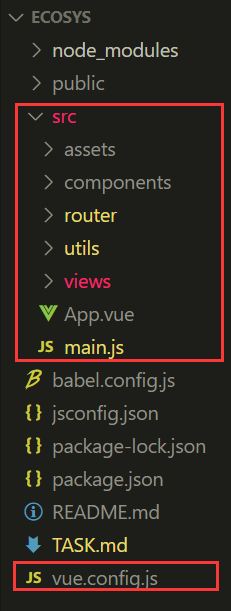 ECOSYS
node_modules
public
src
assets
components
router
utils
views
App.vue
JS main.js
babel.config.js
{} jsconfig.json
{} package-lock.json
{} package.json
README.md
TASK.md
JS vue.config.js